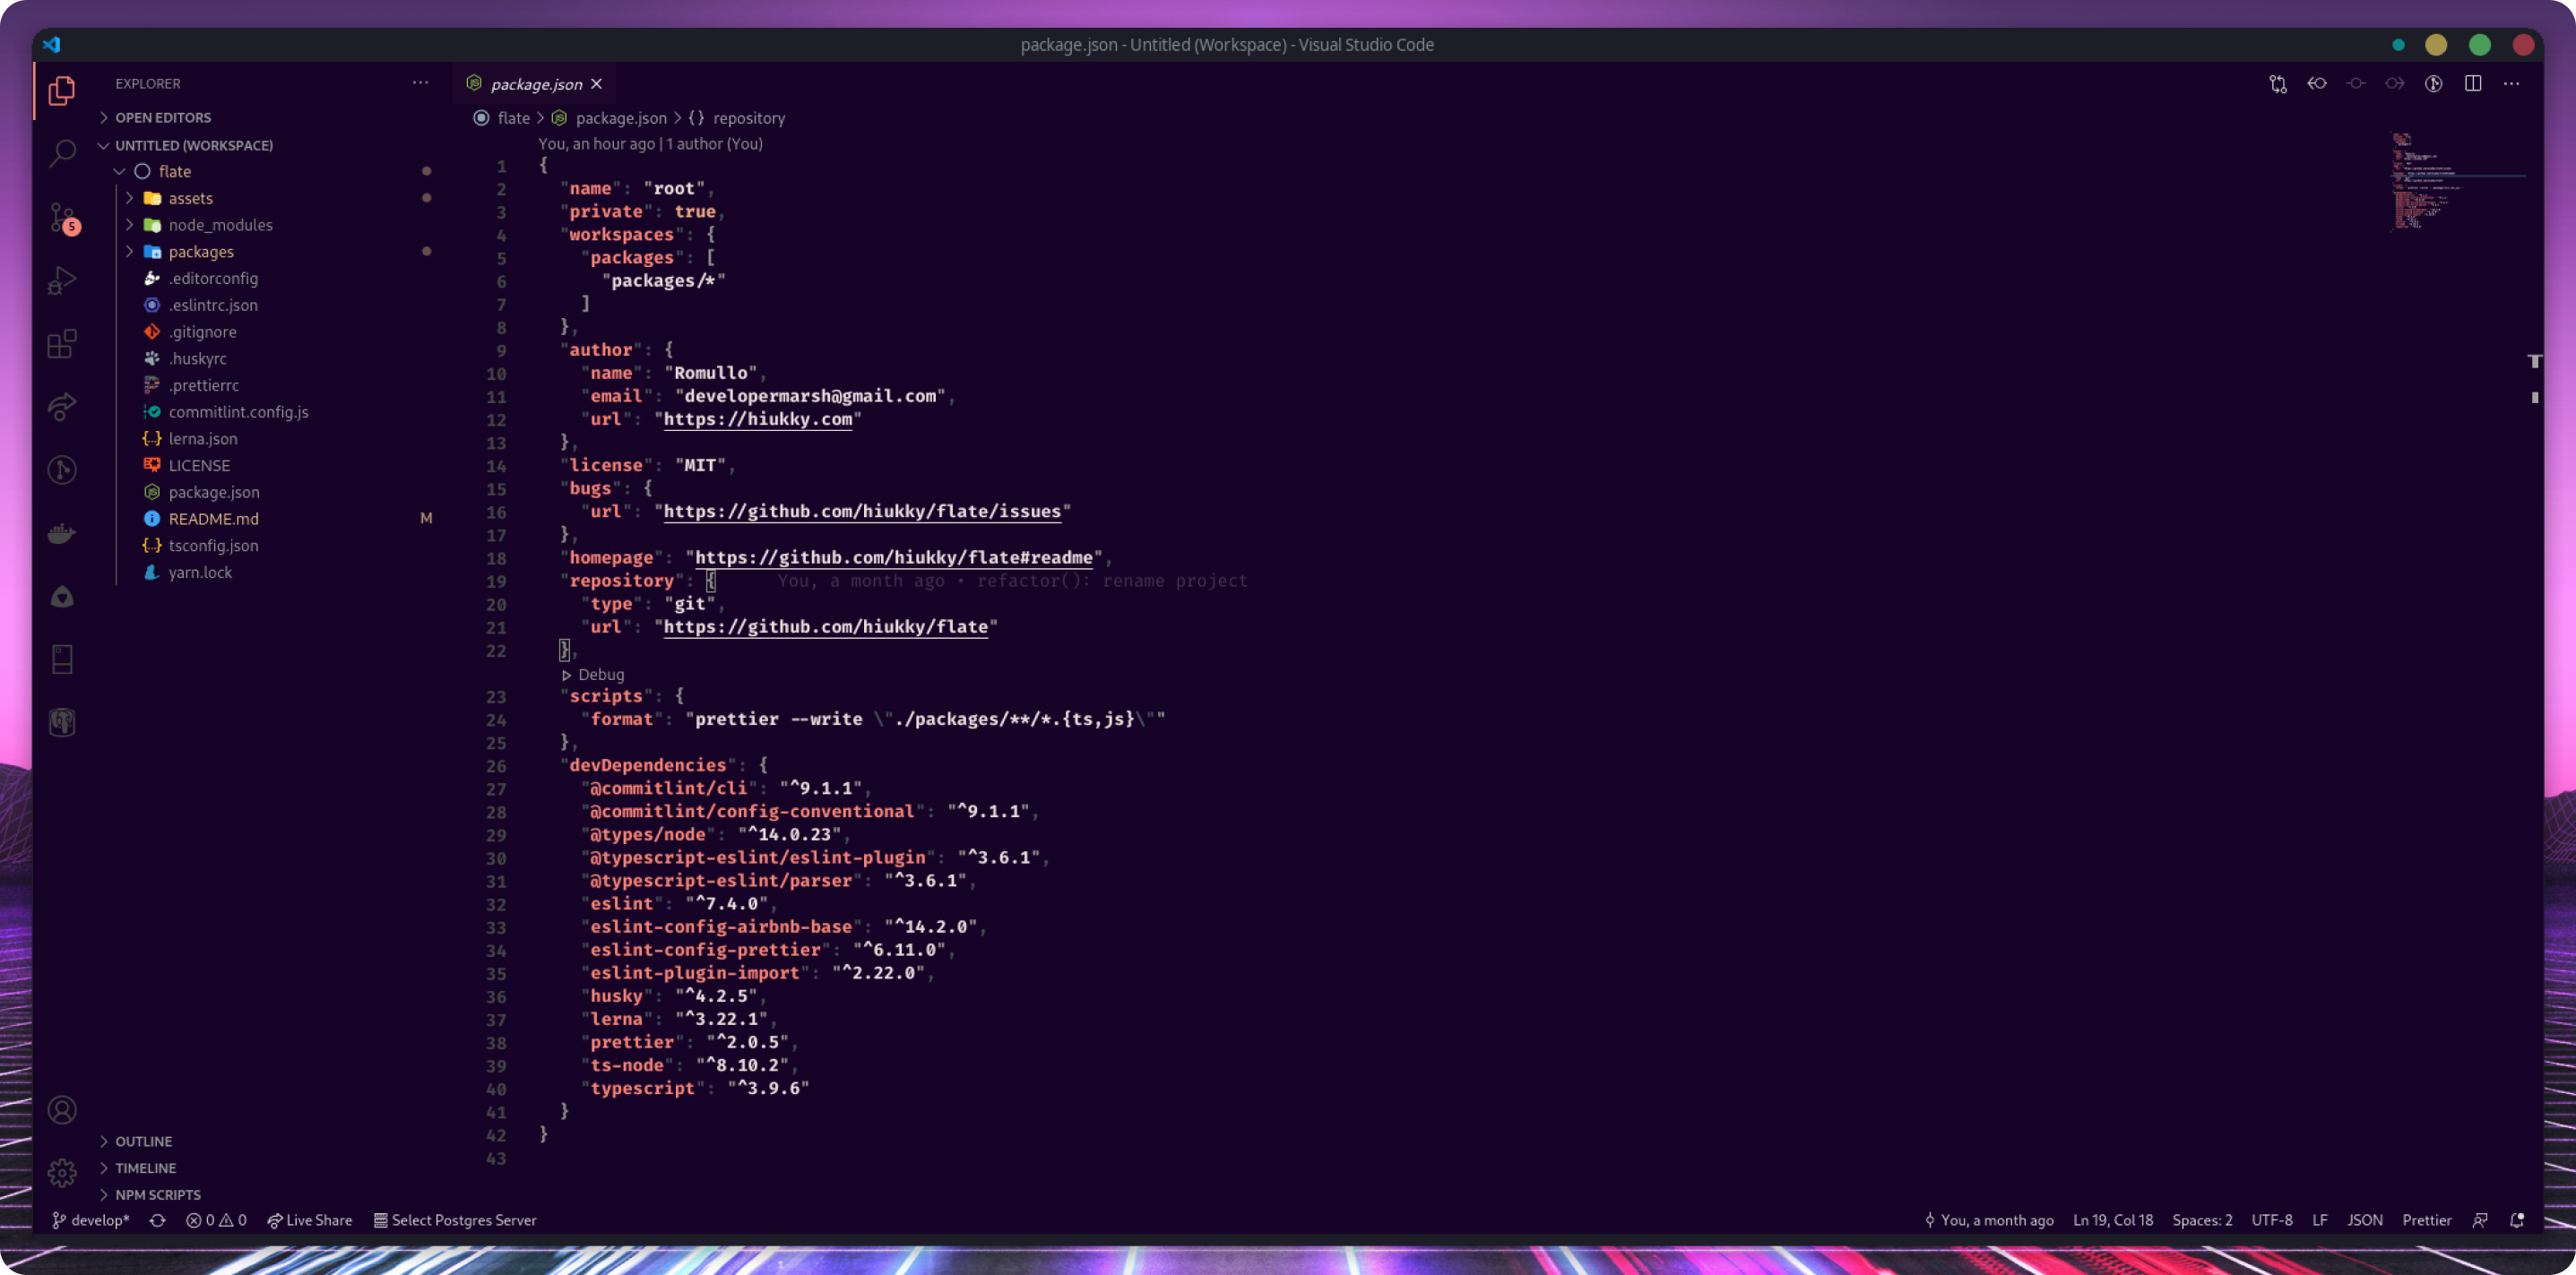 package.json - Untitled (Workspace) - Visual Studio Code
EXPLORER
OPEN EDITORS
UNTITLED (WORKSPACE)
flate
assets
node_modules
packages
.editorconfig
.eslintrc.json
.gitignore
.huskyrc
.prettierrc
commitlint.config.js
lerna.json
LICENSE
package.json
README.md M
tsconfig.json
yarn.lock
5
OUTLINE
TIMELINE
NPM SCRIPTS
package.json
flate > package.json > {} repository
You, an hour ago | 1 author (You)
1 {
2 "name": "root",
3 "private": true,
4 "workspaces": {
5 "packages": [
6 "packages/*"
7 ]
8 },
9 "author": {
10 "name": "Romullo",
11 "email": "developermarsh@gmail.com",
12 "url": "https://hiukky.com"
13 },
14 "license": "MIT",
15 "bugs": {
16 "url": "https://github.com/hiukky/flate/issues"
17 },
18 "homepage": "https://github.com/hiukky/flate#readme",
19 "repository": { You, a month ago • refactor(): rename project
20 "type": "git",
21 "url": "https://github.com/hiukky/flate"
22 },
Debug
23 "scripts": {
24 "format": "prettier --write \"./packages/**/*.{ts,js}\""
25 },
26 "devDependencies": {
27 "@commitlint/cli": "^9.1.1",
28 "@commitlint/config-conventional": "^9.1.1",
29 "@types/node": "^14.0.23",
30 "@typescript-eslint/eslint-plugin": "^3.6.1",
31 "@typescript-eslint/parser": "^3.6.1",
32 "eslint": "^7.4.0",
33 "eslint-config-airbnb-base": "^14.2.0",
34 "eslint-config-prettier": "^6.11.0",
35 "eslint-plugin-import": "^2.22.0",
36 "husky": "^4.2.5",
37 "lerna": "^3.22.1",
38 "prettier": "^2.0.5",
39 "ts-node": "^8.10.2",
40 "typescript": "^3.9.6"
41 }
42 }
43
develop* 0 0 Live Share Select Postgres Server You, a month ago Ln 19, Col 18 Spaces: 2 UTF-8 LF JSON Prettier